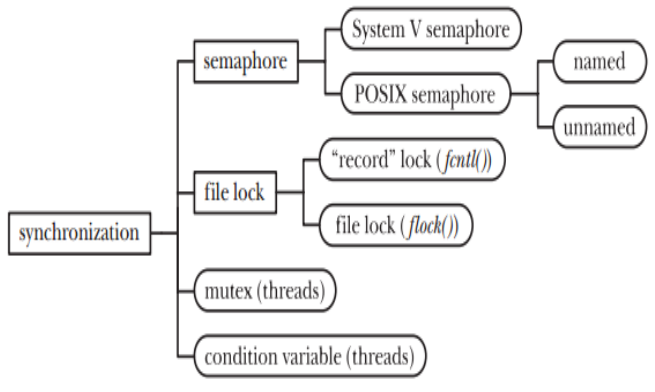 System V semaphore
semaphore
POSIX semaphore
named
unnamed
“record” lock (fcntl())
file lock
file lock (flock())
synchronization
mutex (threads)
condition variable (threads)